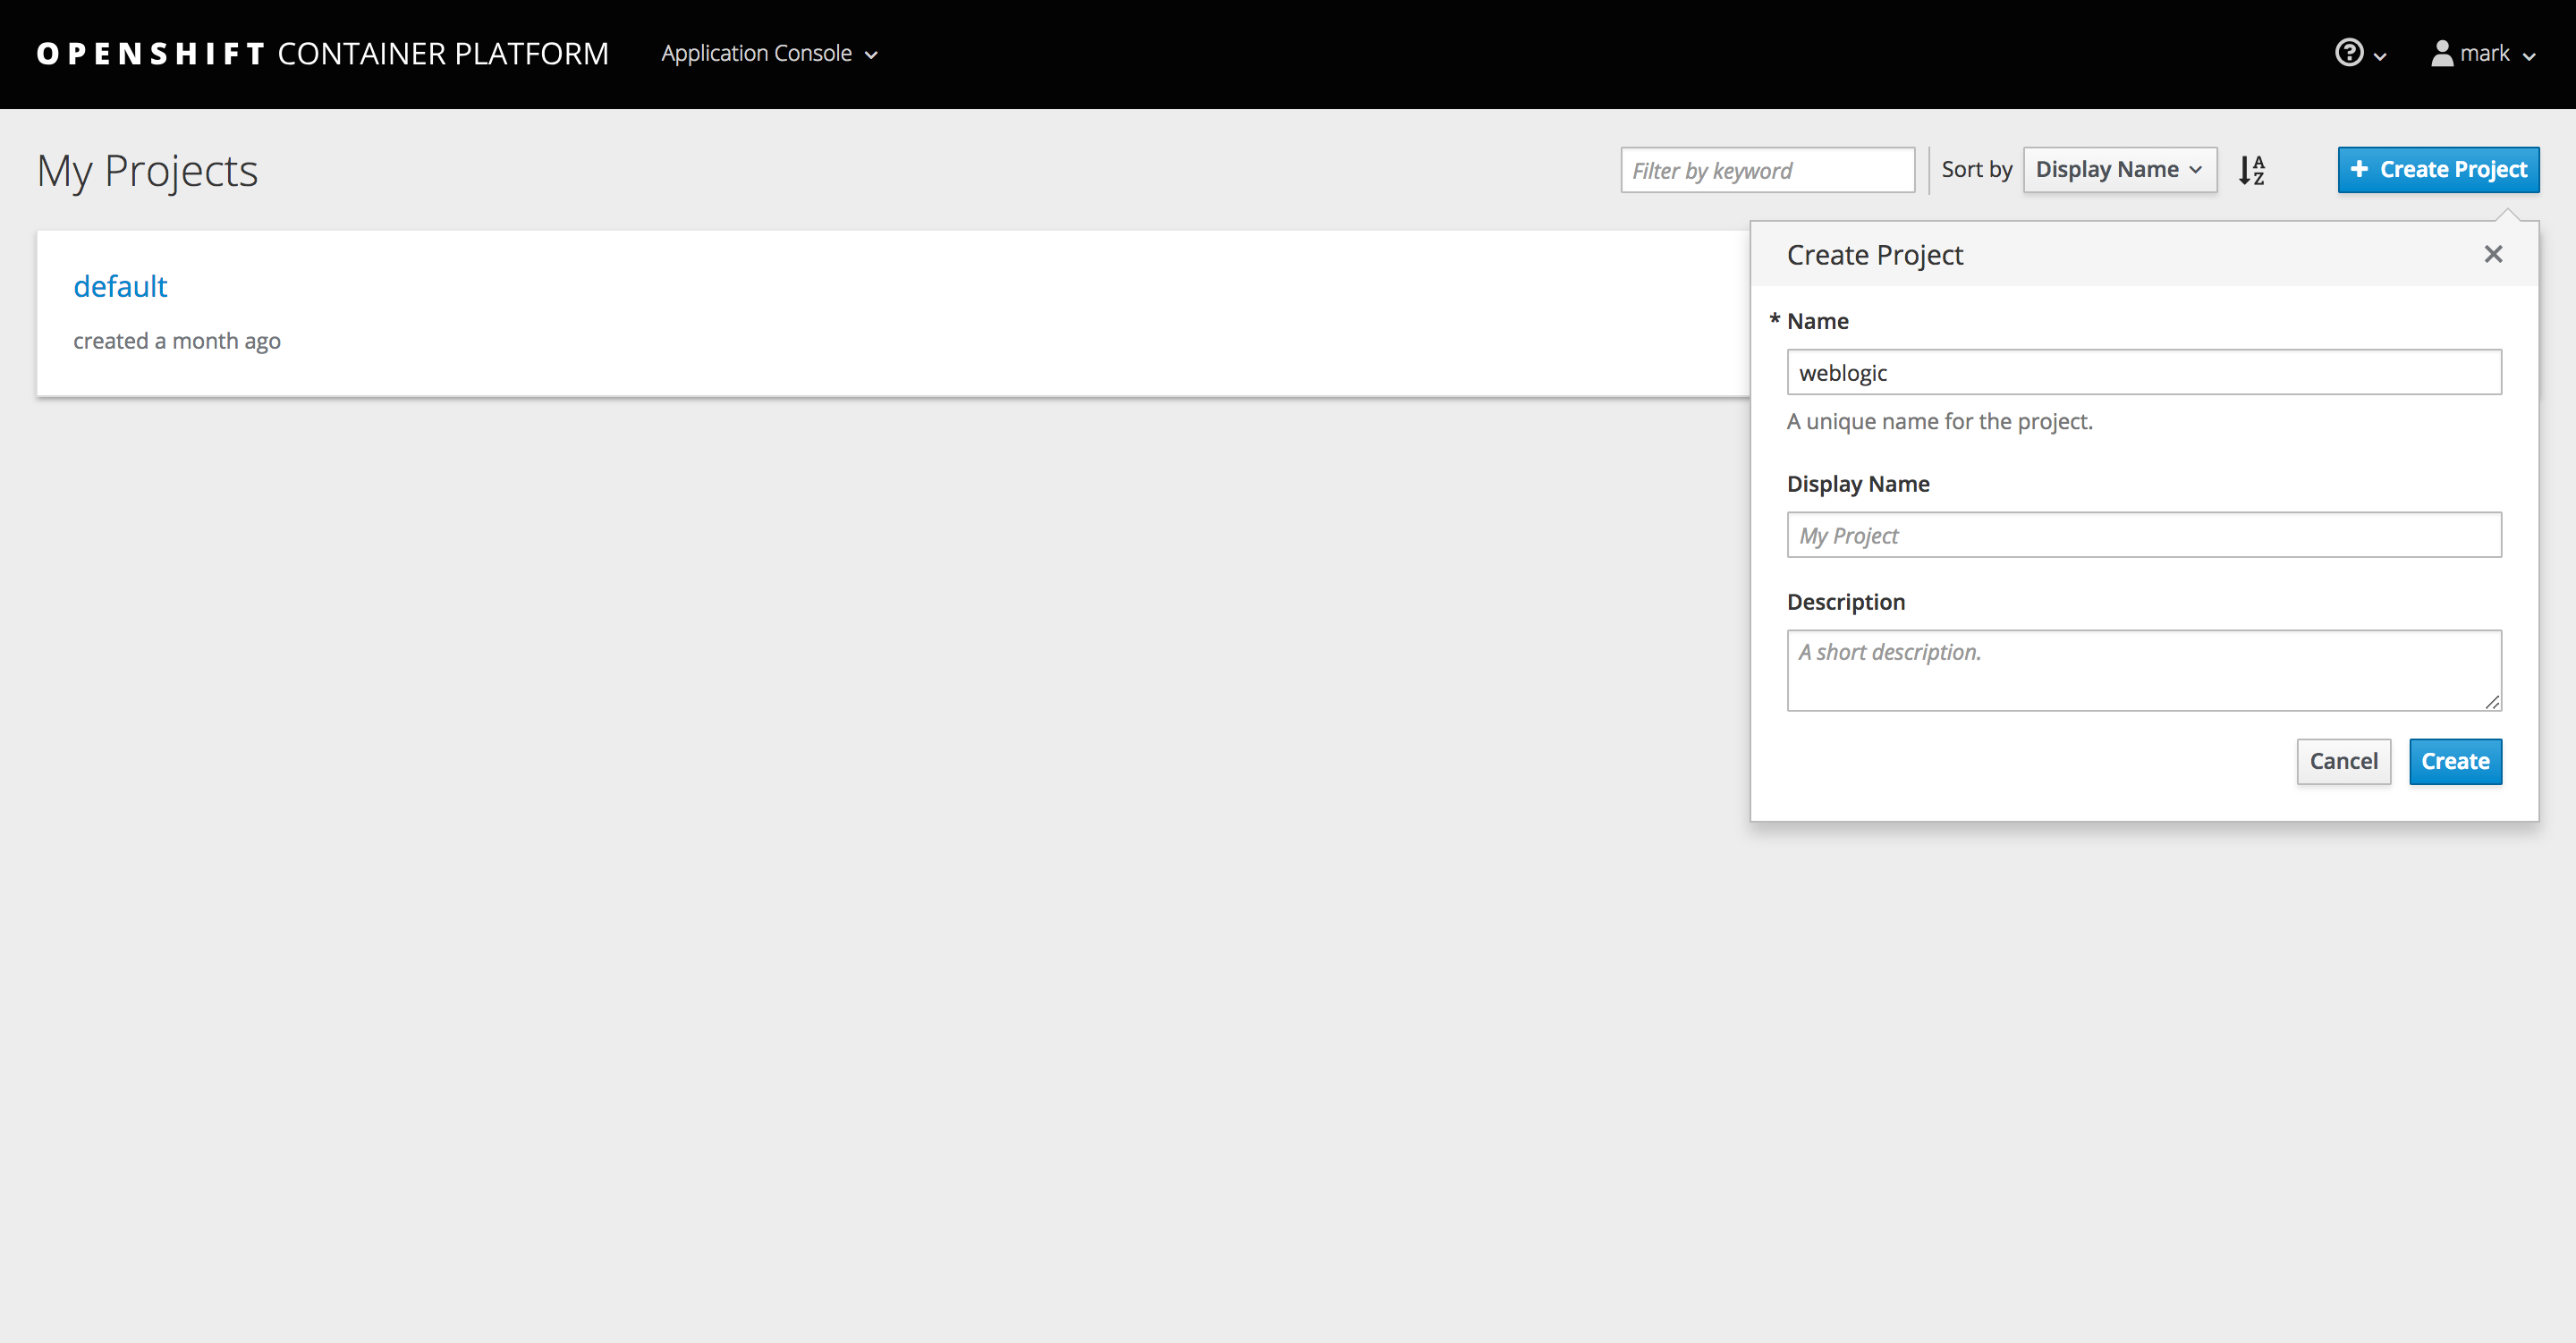 OPENSHIFT CONTAINER PLATFORM Application Console mark
My Projects Filter by keyword Sort by Display Name A Z Create Project
default
created a month ago
Create Project
* Name
weblogic
A unique name for the project.
Display Name
My Project
Description
A short description.
Cancel Create